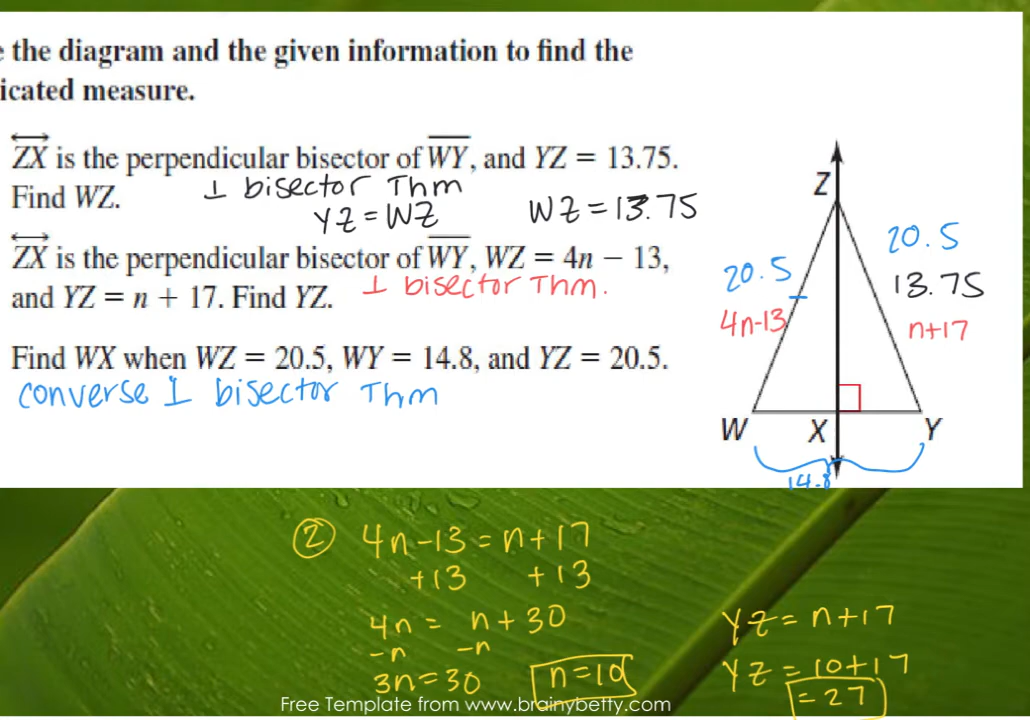 e the diagram and the given information to find the
icated measure.
ZX is the perpendicular bisector of WY, and YZ = 13.75.
Find WZ.
⊥ bisector Thm
YZ = WZ
WZ = 13.75
ZX is the perpendicular bisector of WY, WZ = 4n − 13,
and YZ = n + 17. Find YZ.
⊥ bisector Thm.
Find WX when WZ = 20.5, WY = 14.8, and YZ = 20.5.
converse ⊥ bisector Thm
Z
20.5
20.5
13.75
4n-13
n+17
W
X
Y
14.8
② 4n-13 = n+17
+13 +13
4n = n + 30
-n -n
3n = 30
n=10
YZ = n+17
YZ = 10+17
= 27
Free Template from www.brainybetty.com